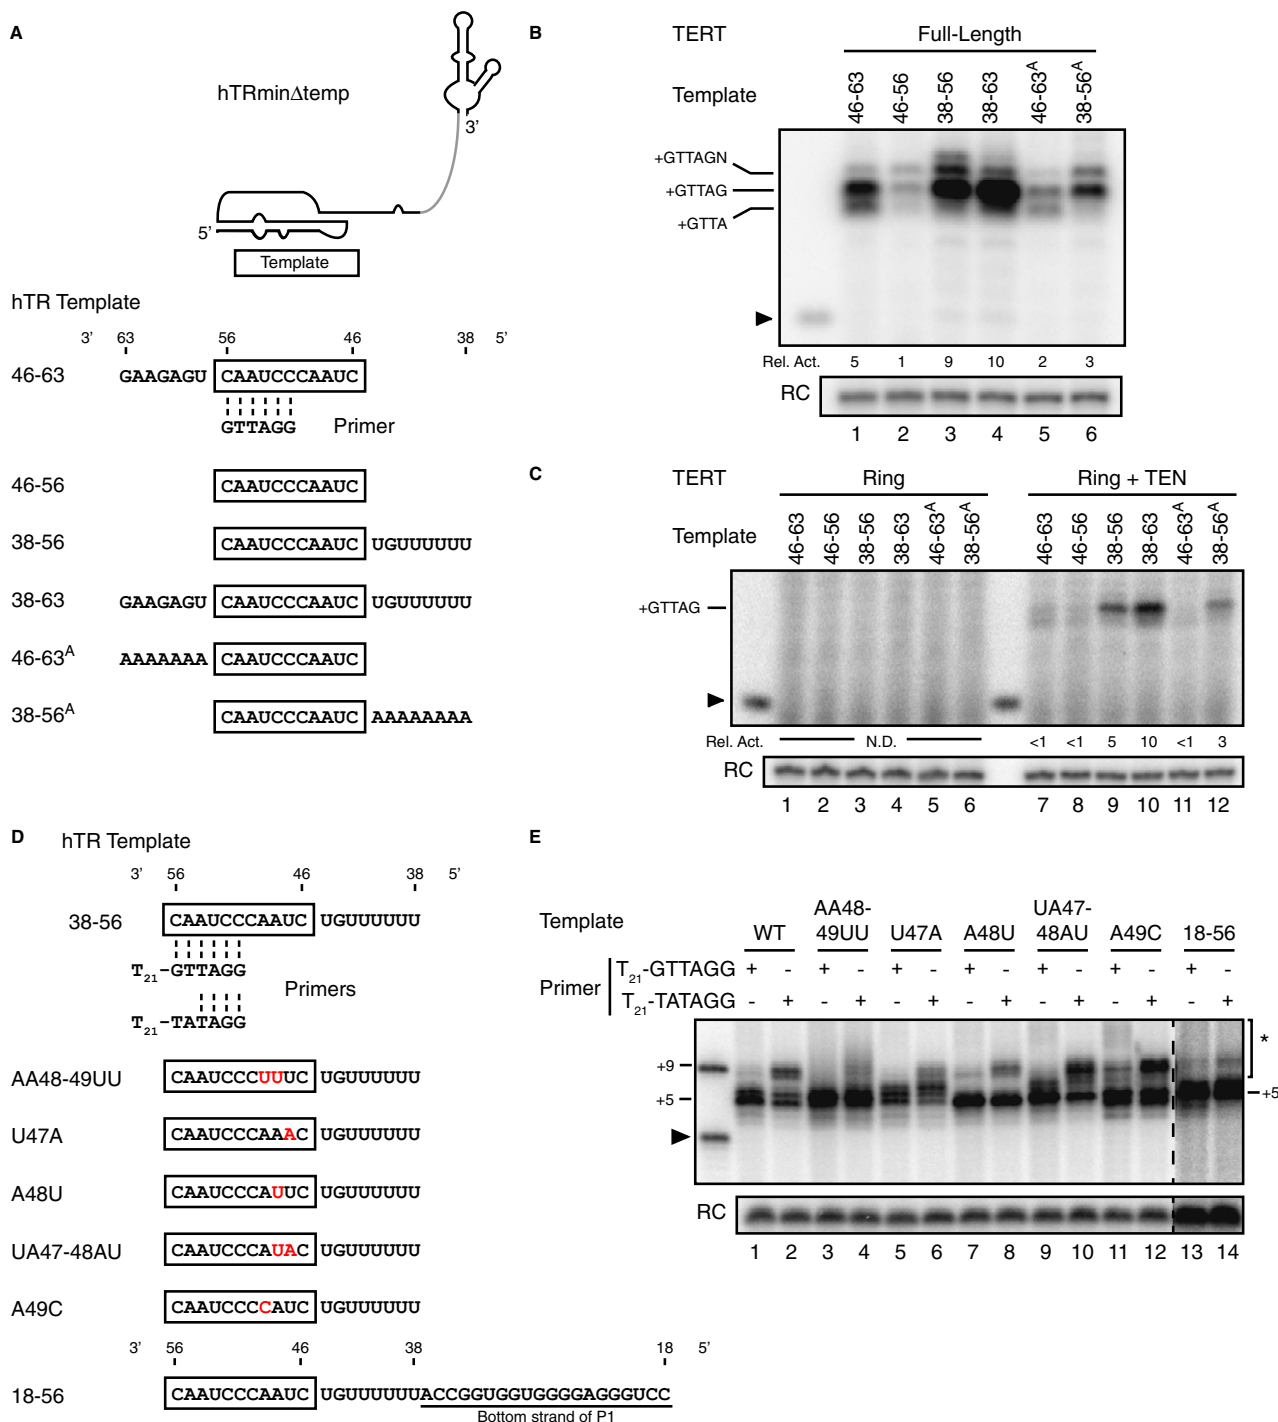 A
hTRminΔtemp
3’
5’
Template
hTR Template
3’ 63 56 46 38 5’
46-63 GAAGAGU CAAUCCCAAUC
GTTAGG Primer
46-56 CAAUCCCAAUC
38-56 CAAUCCCAAUC UGUUUUUU
38-63 GAAGAGU CAAUCCCAAUC UGUUUUUU
46-63A AAAAAAA CAAUCCCAAUC
38-56A CAAUCCCAAUC AAAAAAAA
B
TERT Full-Length
Template 46-63 46-56 38-56 38-63 46-63A 38-56A
+GTTAGN
+GTTAG
+GTTA
Rel. Act. 5 1 9 10 2 3
RC
1 2 3 4 5 6
C
TERT Ring Ring + TEN
Template 46-63 46-56 38-56 38-63 46-63A 38-56A 46-63 46-56 38-56 38-63 46-63A 38-56A
+GTTAG
Rel. Act. N.D. <1 <1 5 10 <1 3
RC
1 2 3 4 5 6 7 8 9 10 11 12
D
hTR Template
3’ 56 46 38 5’
38-56 CAAUCCCAAUC UGUUUUUU
T21-GTTAGG
Primers
T21-TATAGG
AA48-49UU CAAUCCCUUUC UGUUUUUU
U47A CAAUCCCAAAC UGUUUUUU
A48U CAAUCCCAUUC UGUUUUUU
UA47-48AU CAAUCCCAUAC UGUUUUUU
A49C CAAUCCCCAUC UGUUUUUU
3’ 56 46 38 18 5’
18-56 CAAUCCCAAUC UGUUUUUUACCGGUGGUGGGGAGGGUCC
Bottom strand of P1
E
Template WT AA48-49UU U47A A48U UA47-48AU A49C 18-56
Primer
T21-GTTAGG + - + - + - + - + - + - + -
T21-TATAGG - + - + - + - + - + - + - +
+9
+5
*
+5
RC
1 2 3 4 5 6 7 8 9 10 11 12 13 14